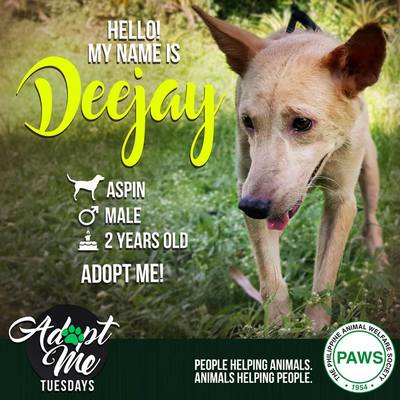 HELLO!
MY NAME IS
Deejay
ASPIN
MALE
2 YEARS OLD
ADOPT ME!
Adopt
Me
TUESDAYS
PEOPLE HELPING ANIMALS.
ANIMALS HELPING PEOPLE.
THE PHILIPPINE ANIMAL WELFARE SOCIETY
PAWS
1954